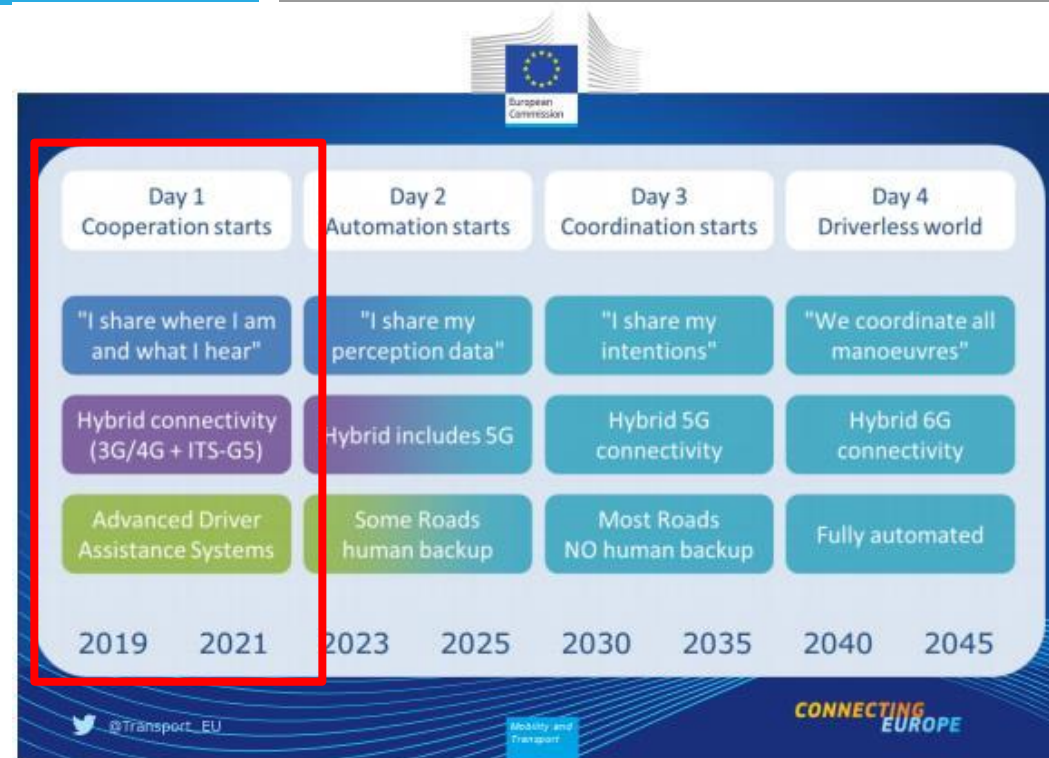 European
Commission
Day 1
Cooperation starts
Day 2
Automation starts
Day 3
Coordination starts
Day 4
Driverless world
"I share where I am
and what I hear"
"I share my
perception data"
"I share my
intentions"
"We coordinate all
manoeuvres"
Hybrid connectivity
(3G/4G + ITS-G5)
Hybrid includes 5G
Hybrid 5G
connectivity
Hybrid 6G
connectivity
Advanced Driver
Assistance Systems
Some Roads
human backup
Most Roads
NO human backup
Fully automated
2019 2021 2023 2025 2030 2035 2040 2045
@Transport_EU
Mobility and
Transport
CONNECTING
EUROPE